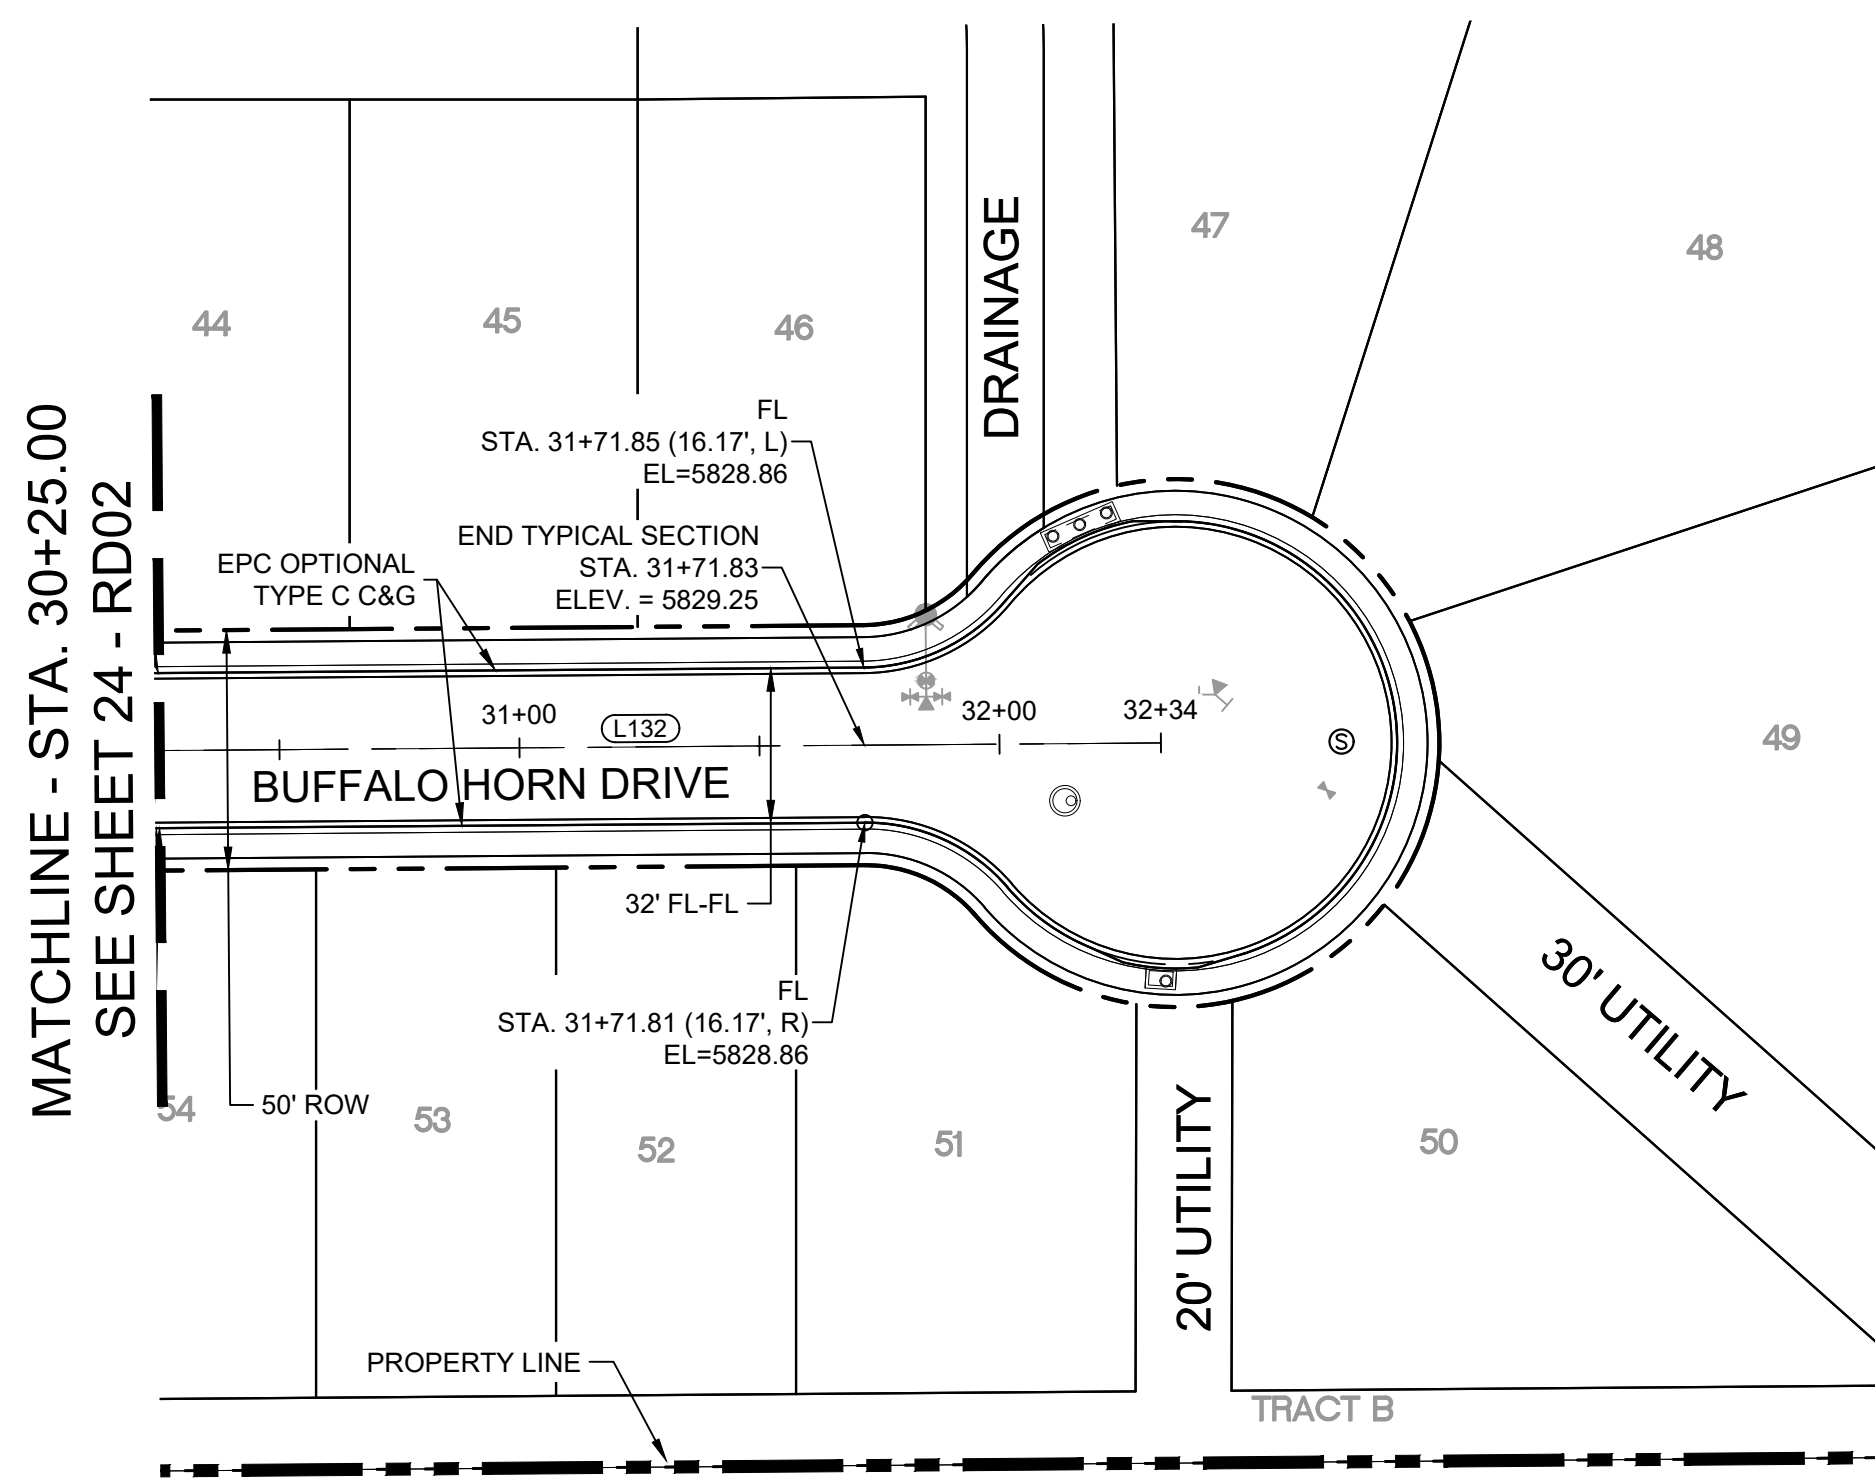 MATCHLINE - STA. 30+25.00
SEE SHEET 24 - RD02
44
45
46
47
48
DRAINAGE
FL
STA. 31+71.85 (16.17', L)
EL=5828.86
END TYPICAL SECTION
STA. 31+71.83
ELEV. = 5829.25
EPC OPTIONAL
TYPE C C&G
31+00
L132
32+00
32+34
S
49
BUFFALO HORN DRIVE
32' FL-FL
FL
STA. 31+71.81 (16.17', R)
EL=5828.86
30' UTILITY
54
50' ROW
53
52
51
20' UTILITY
50
PROPERTY LINE
TRACT B